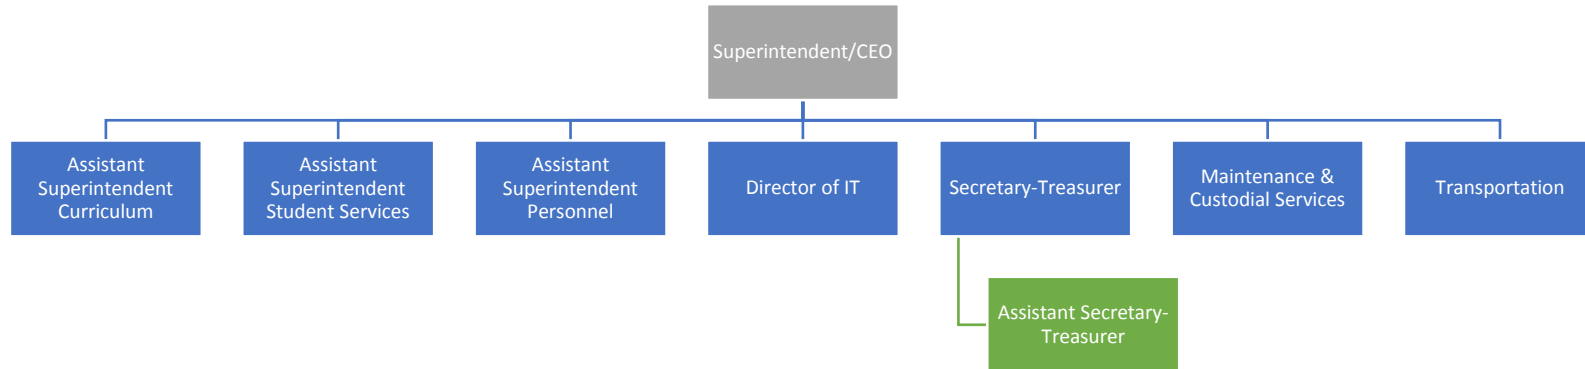 Superintendent/CEO
Assistant
Superintendent
Curriculum
Assistant
Superintendent
Student Services
Assistant
Superintendent
Personnel
Director of IT
Secretary-Treasurer
Maintenance &
Custodial Services
Transportation
Assistant Secretary-
Treasurer